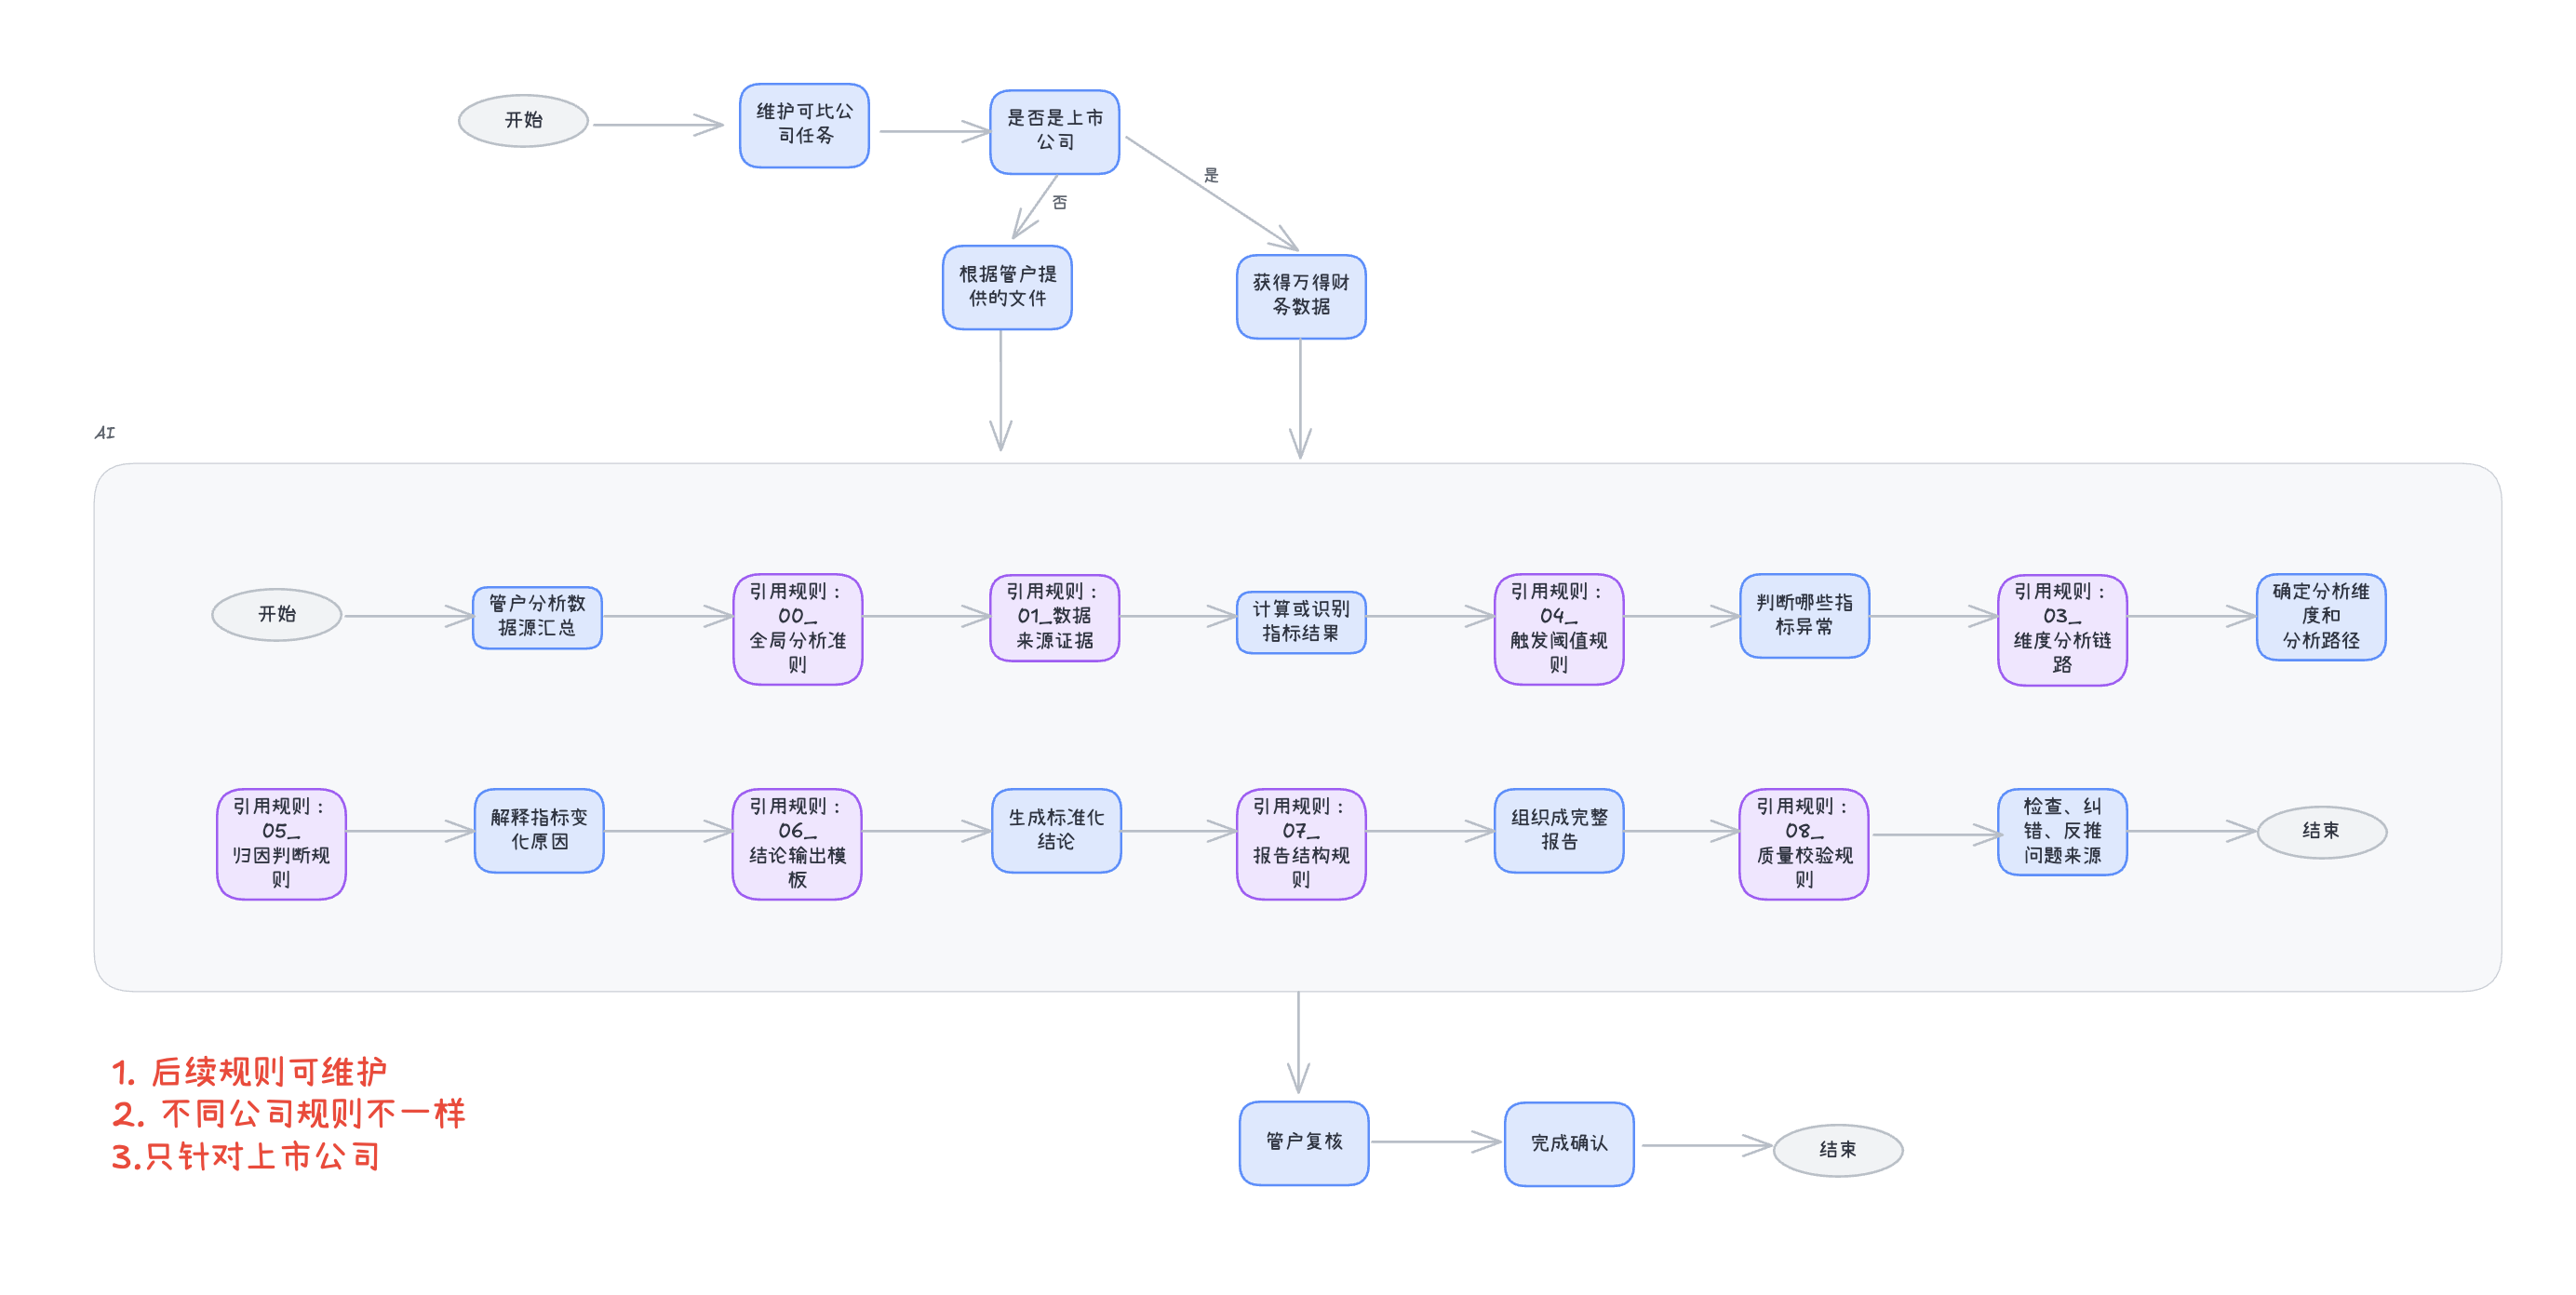 开始
维护可比公
司任务
是否是上市
公司
是
否
根据管户提
供的文件
获得万得财
务数据
AI
开始
管户分析数
据源汇总
引用规则：
00_
全局分析准
则
引用规则：
01_数据
来源证据
计算或识别
指标结果
引用规则：
04_
触发阈值规
则
判断哪些指
标异常
引用规则：
03_
维度分析链
路
确定分析维
度和
分析路径
引用规则：
05_
归因判断规
则
解释指标变
化原因
引用规则：
06_
结论输出模
板
生成标准化
结论
引用规则：
07_
报告结构规
则
组织成完整
报告
引用规则：
08_
质量校验规
则
检查、纠
错、反推
问题来源
结束
1. 后续规则可维护
2. 不同公司规则不一样
3.只针对上市公司
管户复核
完成确认
结束